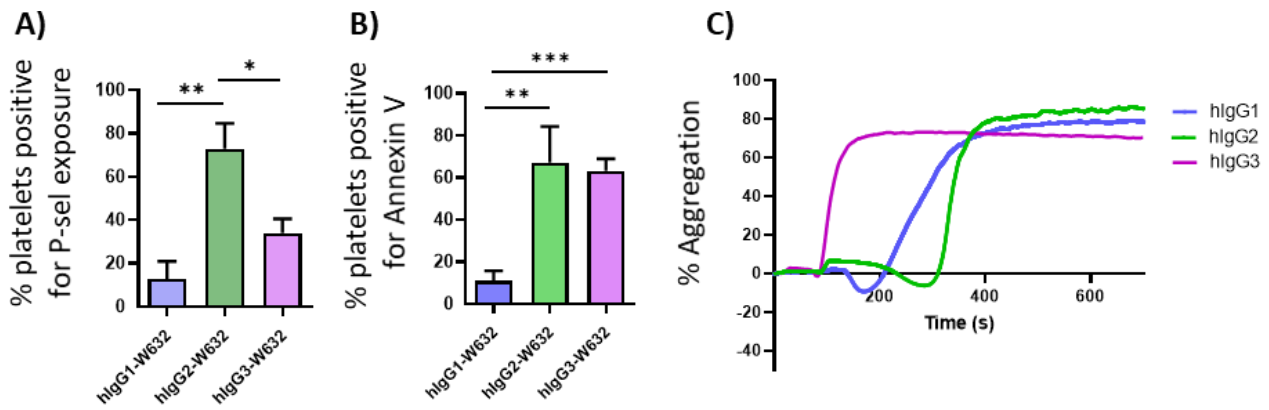 A)
% platelets positive
for P-sel exposure
100
80
60
40
20
0
**
*
hIgG1-W632
hIgG2-W632
hIgG3-W632
B)
% platelets positive
for Annexin V
100
80
60
40
20
0
***
**
hIgG1-W632
hIgG2-W632
hIgG3-W632
C)
% Aggregation
100
80
60
40
20
0
-20
-40
200
400
600
Time (s)
hIgG1
hIgG2
hIgG3